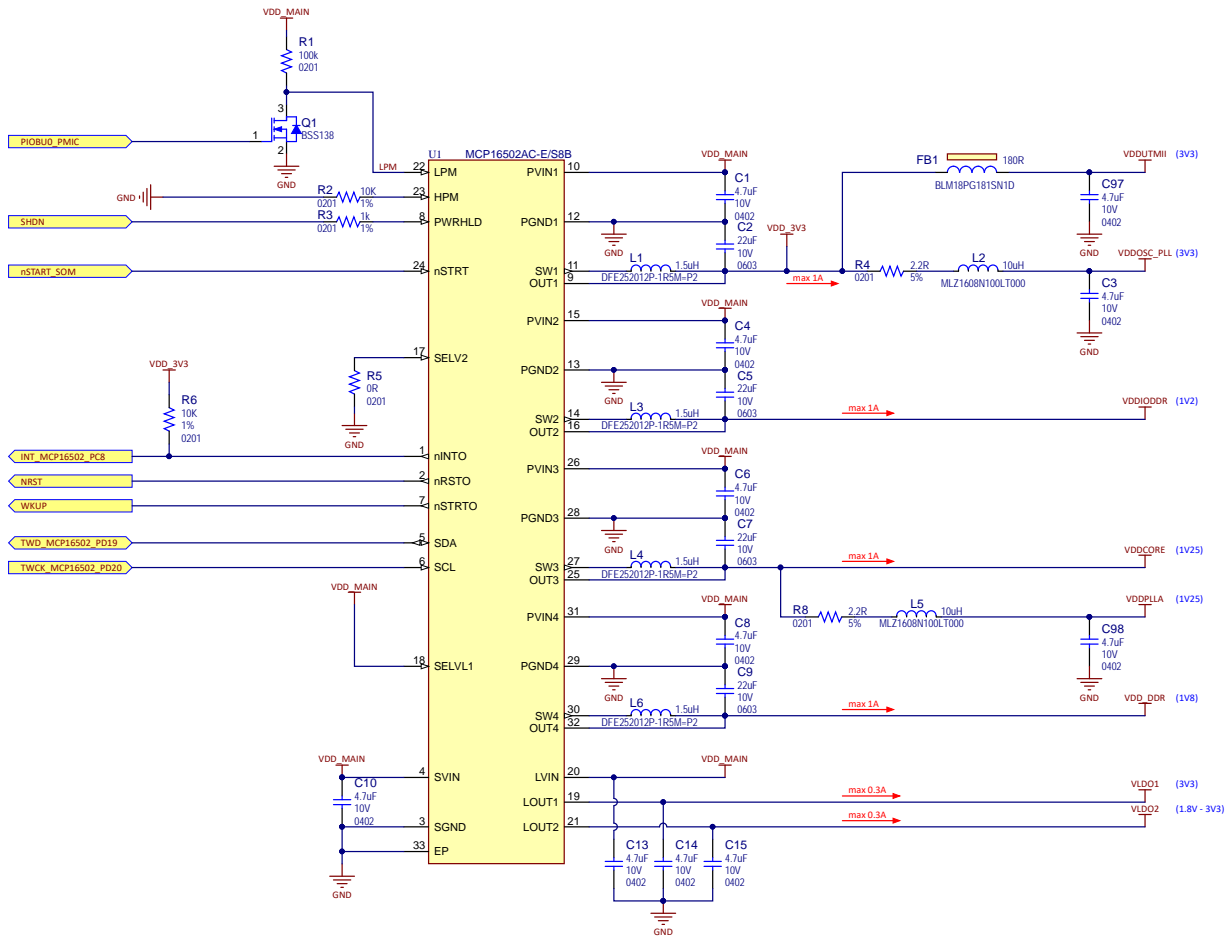 VDD_MAIN
R1
100k
0201
3
Q1
BSS138
1
2
GND
PIOBU0_PMIC
U1
MCP16502AC-E/S8B
LPM
22
LPM
GND
R2
10K
0201
1%
23
HPM
SHDN
R3
1k
0201
1%
8
PWRHLD
nSTART_SOM
24
nSTRT
17
SELV2
R5
0R
0201
GND
VDD_3V3
R6
10K
1%
0201
INT_MCP16502_PC8
1
nINTO
NRST
2
nRSTO
WKUP
7
nSTRTO
TWD_MCP16502_PD19
5
SDA
TWCK_MCP16502_PD20
6
SCL
VDD_MAIN
18
SELVL1
VDD_MAIN
4
SVIN
C10
4.7uF
10V
0402
3
SGND
33
EP
GND
PVIN1
10
VDD_MAIN
C1
4.7uF
10V
0402
PGND1
12
GND
C2
22uF
10V
0603
SW1
11
OUT1
9
L1
1.5uH
DFE252012P-1R5M=P2
VDD_3V3
max 1A
FB1
180R
BLM18PG181SN1D
VDDUTMII
(3V3)
C97
4.7uF
10V
0402
GND
R4
2.2R
0201
5%
L2
10uH
MLZ1608N100LT000
VDDOSC_PLL
(3V3)
C3
4.7uF
10V
0402
GND
PVIN2
15
VDD_MAIN
C4
4.7uF
10V
0402
PGND2
13
GND
C5
22uF
10V
0603
SW2
14
OUT2
16
L3
1.5uH
DFE252012P-1R5M=P2
max 1A
VDDIODDR
(1V2)
PVIN3
26
VDD_MAIN
C6
4.7uF
10V
0402
PGND3
28
GND
C7
22uF
10V
0603
SW3
27
OUT3
25
L4
1.5uH
DFE252012P-1R5M=P2
max 1A
VDDCORE
(1V25)
R8
2.2R
0201
5%
L5
10uH
MLZ1608N100LT000
VDDPLLA
(1V25)
C98
4.7uF
10V
0402
GND
PVIN4
31
VDD_MAIN
C8
4.7uF
10V
0402
PGND4
29
GND
C9
22uF
10V
0603
SW4
30
OUT4
32
L6
1.5uH
DFE252012P-1R5M=P2
max 1A
VDD_DDR
(1V8)
LVIN
20
VDD_MAIN
LOUT1
19
max 0.3A
VLDO1
(3V3)
LOUT2
21
max 0.3A
VLDO2
(1.8V - 3V3)
C13
4.7uF
10V
0402
C14
4.7uF
10V
0402
C15
4.7uF
10V
0402
GND